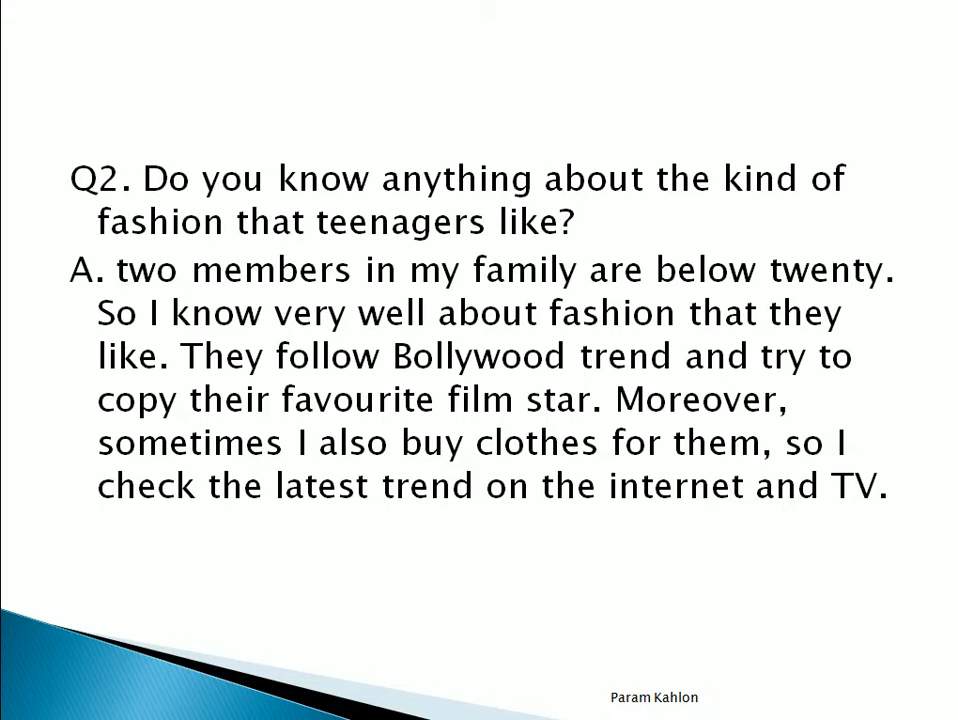 Q2. Do you know anything about the kind of
fashion that teenagers like?
A. two members in my family are below twenty.
So I know very well about fashion that they
like. They follow Bollywood trend and try to
copy their favourite film star. Moreover,
sometimes I also buy clothes for them, so I
check the latest trend on the internet and TV.
Param Kahlon